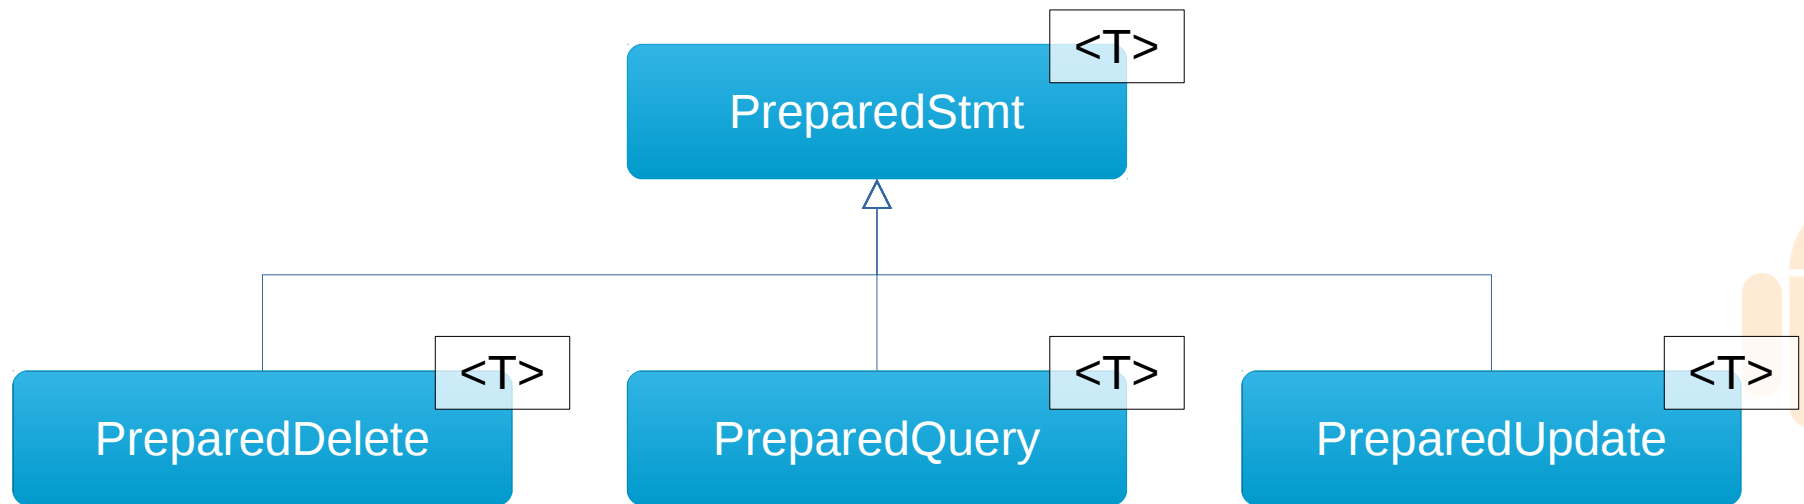 <T>
PreparedStmt
<T>
<T>
<T>
PreparedDelete
PreparedQuery
PreparedUpdate